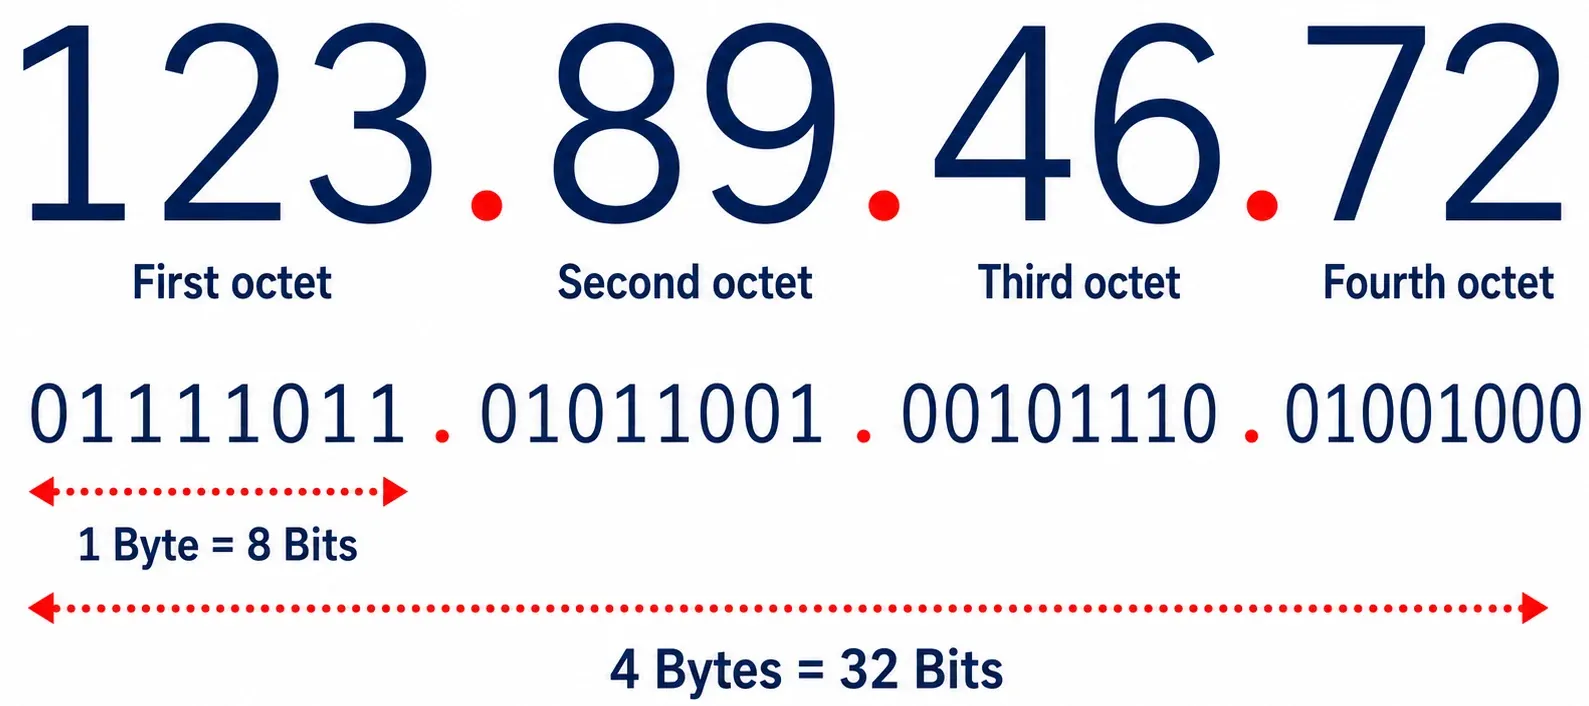 123.89.46.72
First octet Second octet Third octet Fourth octet
01111011 . 01011001 . 00101110 . 01001000
1 Byte = 8 Bits
4 Bytes = 32 Bits